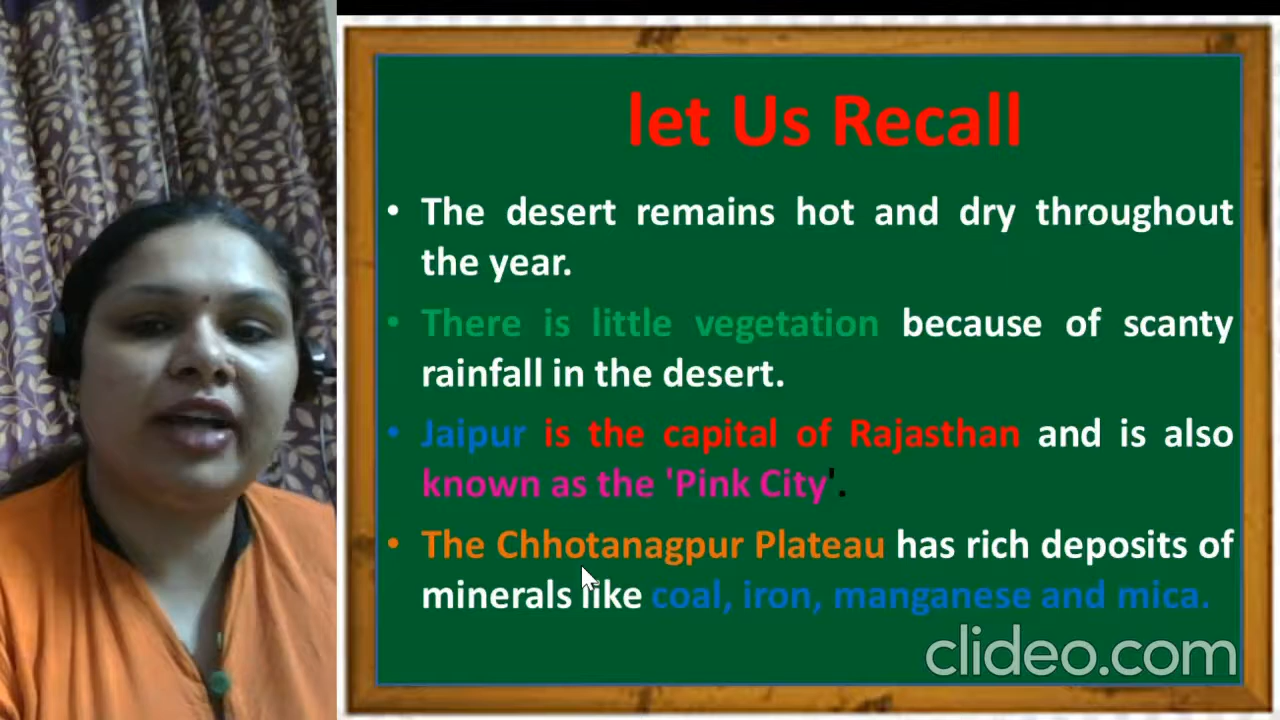 let Us Recall
• The desert remains hot and dry throughout
the year.
• There is little vegetation because of scanty
rainfall in the desert.
• Jaipur is the capital of Rajasthan and is also
known as the 'Pink City'.
• The Chhotanagpur Plateau has rich deposits of
minerals like coal, iron, manganese and mica.
clideo.com